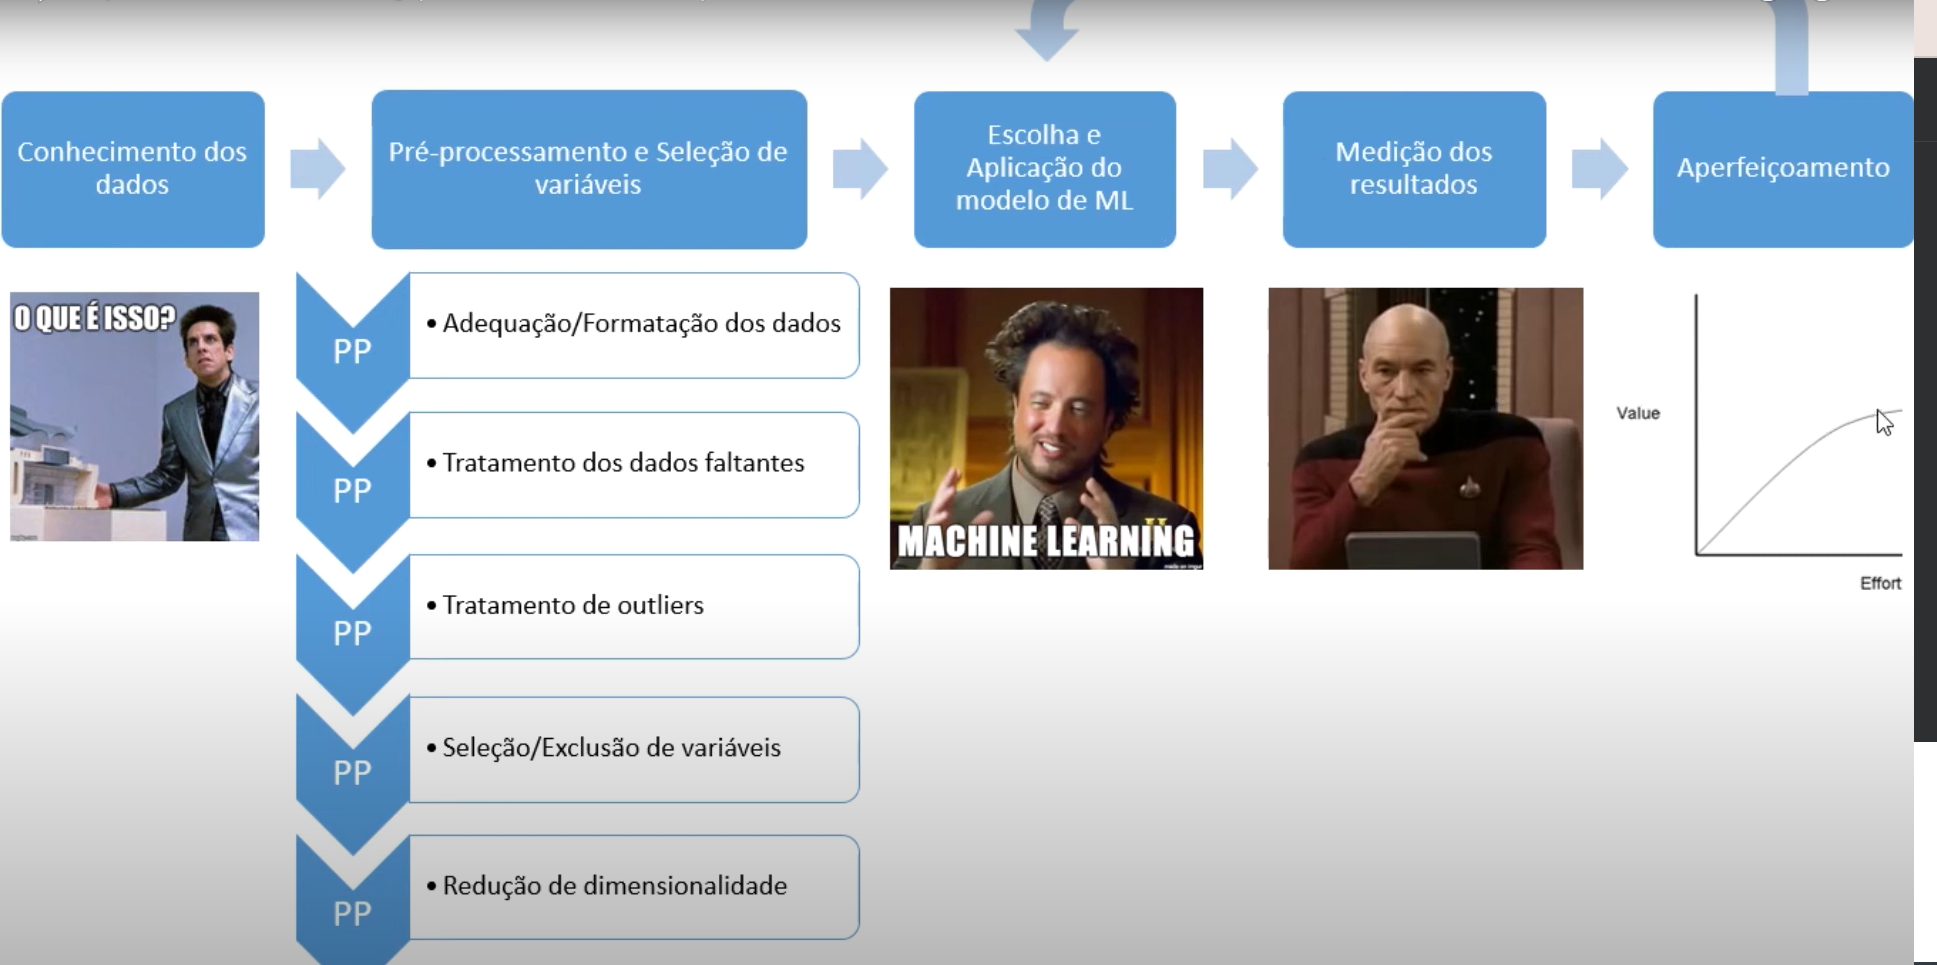 Conhecimento dos
dados
Pré-processamento e Seleção de
variáveis
Escolha e
Aplicação do
modelo de ML
Medição dos
resultados
Aperfeiçoamento
O QUE É ISSO?
PP
• Adequação/Formatação dos dados
PP
• Tratamento dos dados faltantes
PP
• Tratamento de outliers
PP
• Seleção/Exclusão de variáveis
PP
• Redução de dimensionalidade
MACHINE LEARNING
Value
Effort